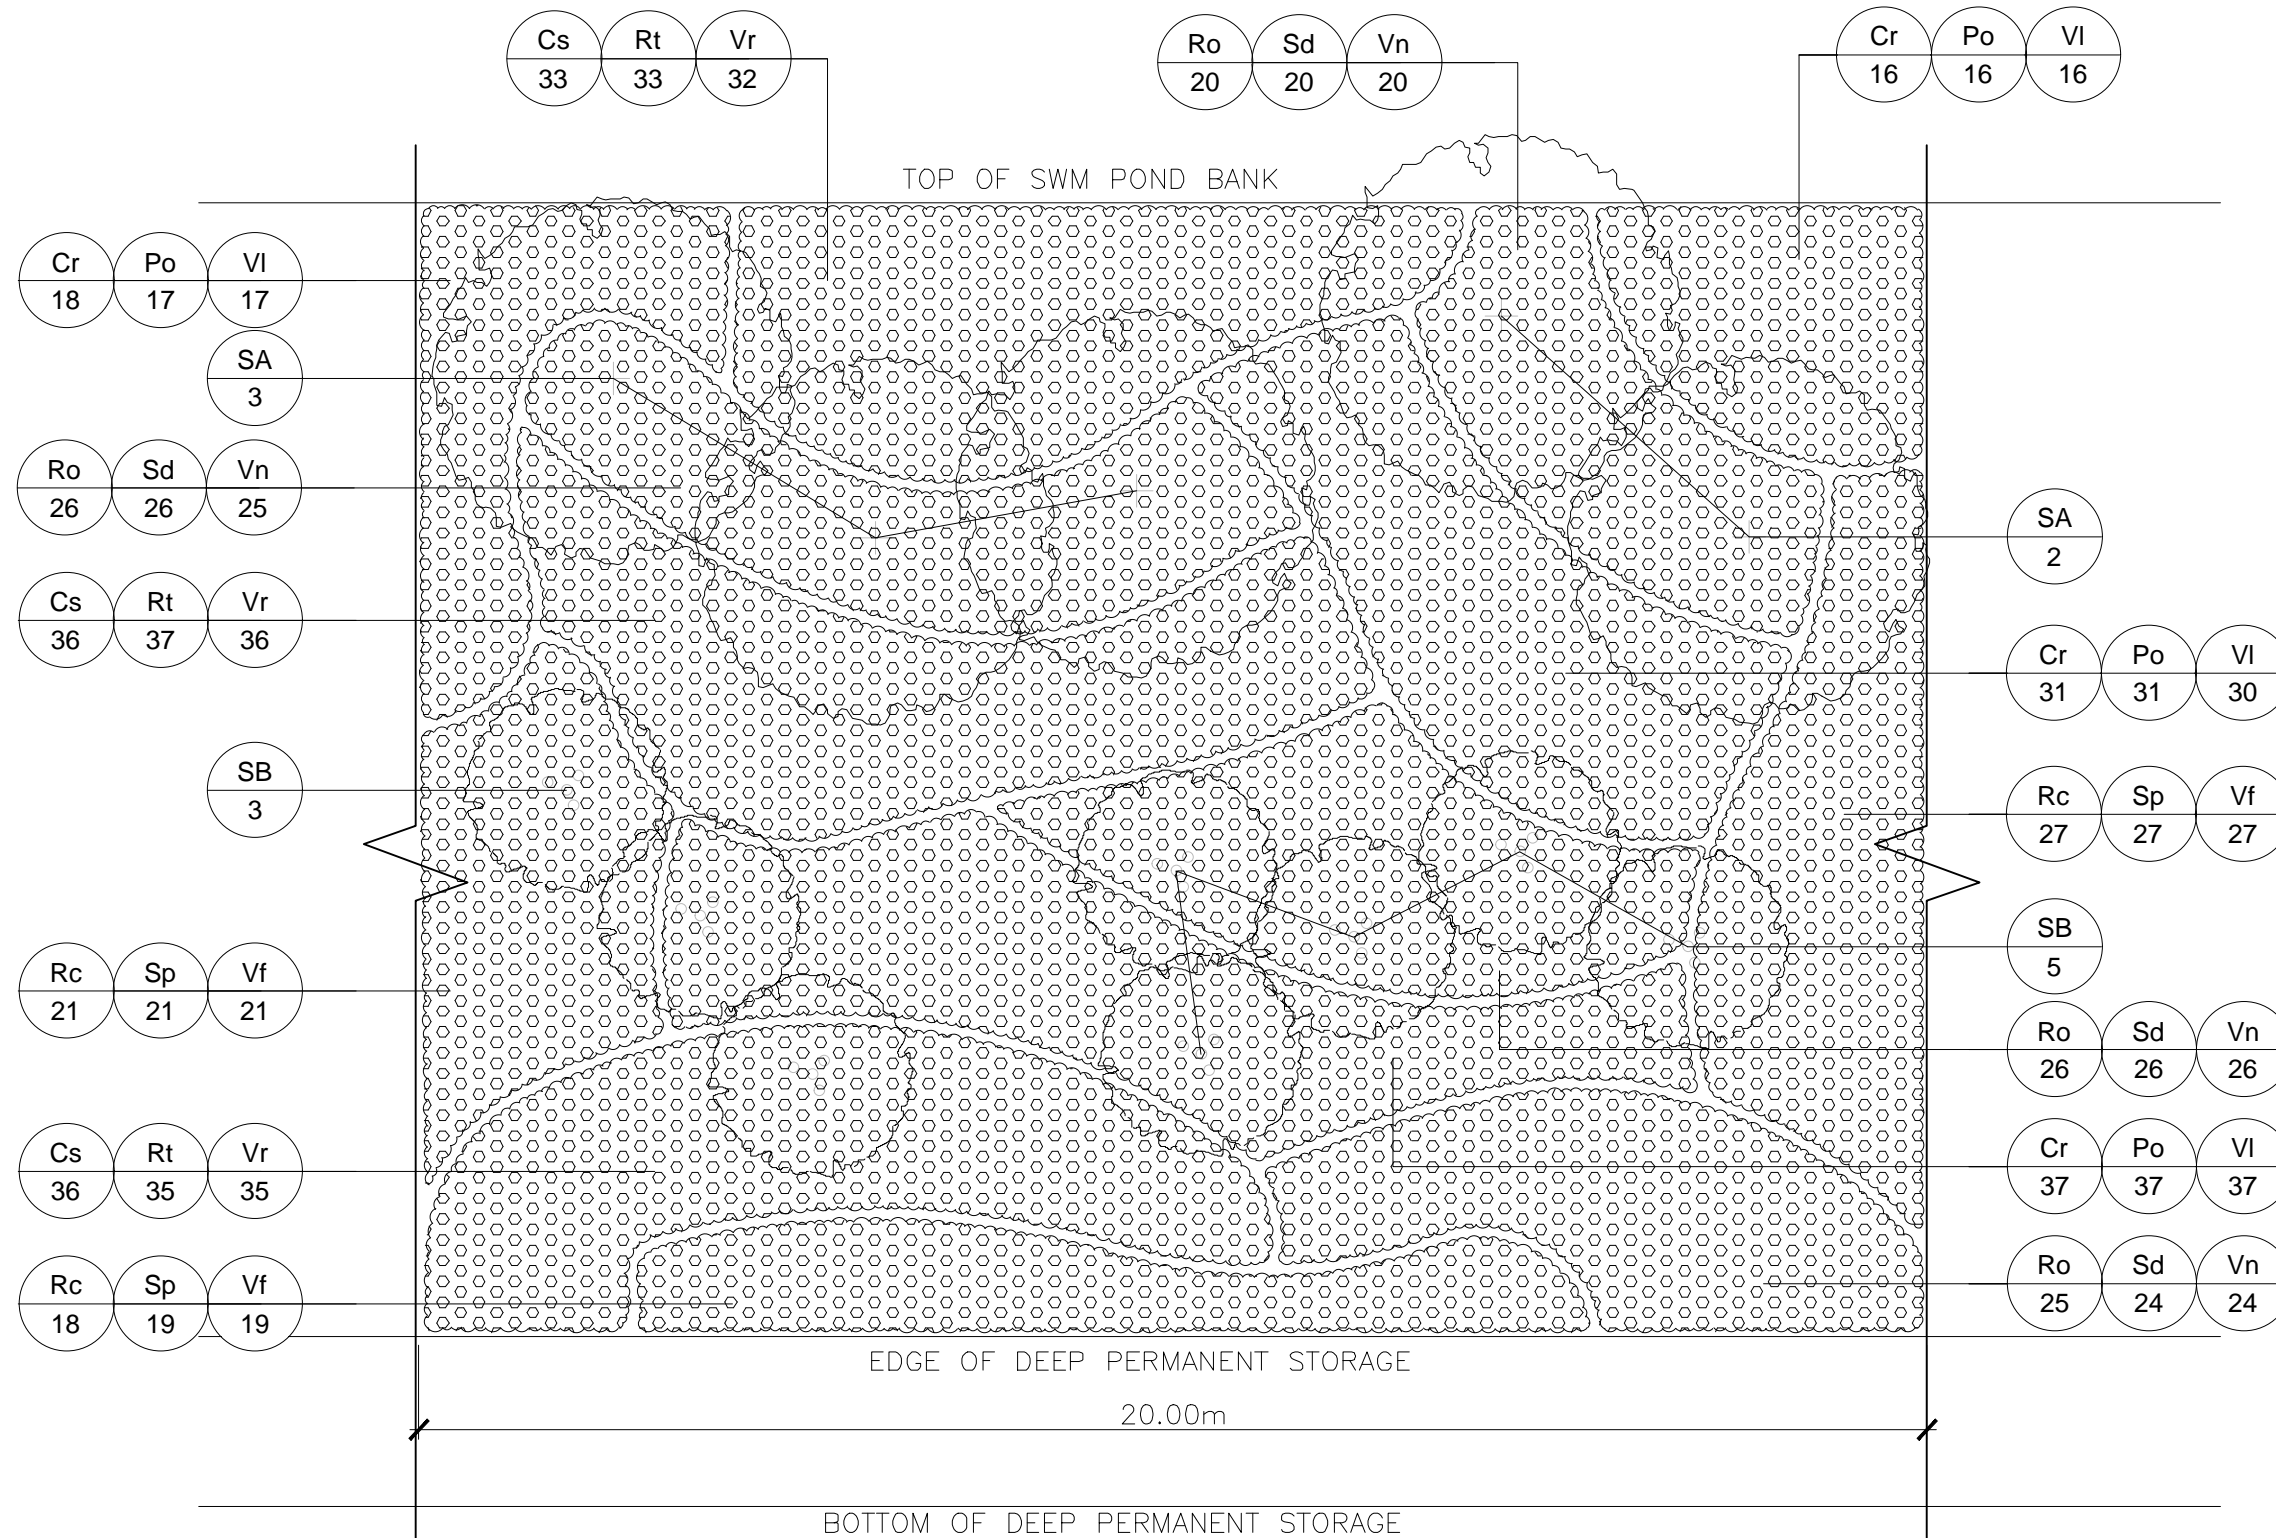 Cs Rt Vr
33 33 32
Ro Sd Vn
20 20 20
Cr Po Vl
16 16 16
TOP OF SWM POND BANK
Cr Po Vl
18 17 17
SA
3
Ro Sd Vn
26 26 25
Cs Rt Vr
36 37 36
SB
3
Rc Sp Vf
21 21 21
Cs Rt Vr
36 35 35
Rc Sp Vf
18 19 19
SA
2
Cr Po Vl
31 31 30
Rc Sp Vf
27 27 27
SB
5
Ro Sd Vn
26 26 26
Cr Po Vl
37 37 37
Ro Sd Vn
25 24 24
EDGE OF DEEP PERMANENT STORAGE
20.00m
BOTTOM OF DEEP PERMANENT STORAGE